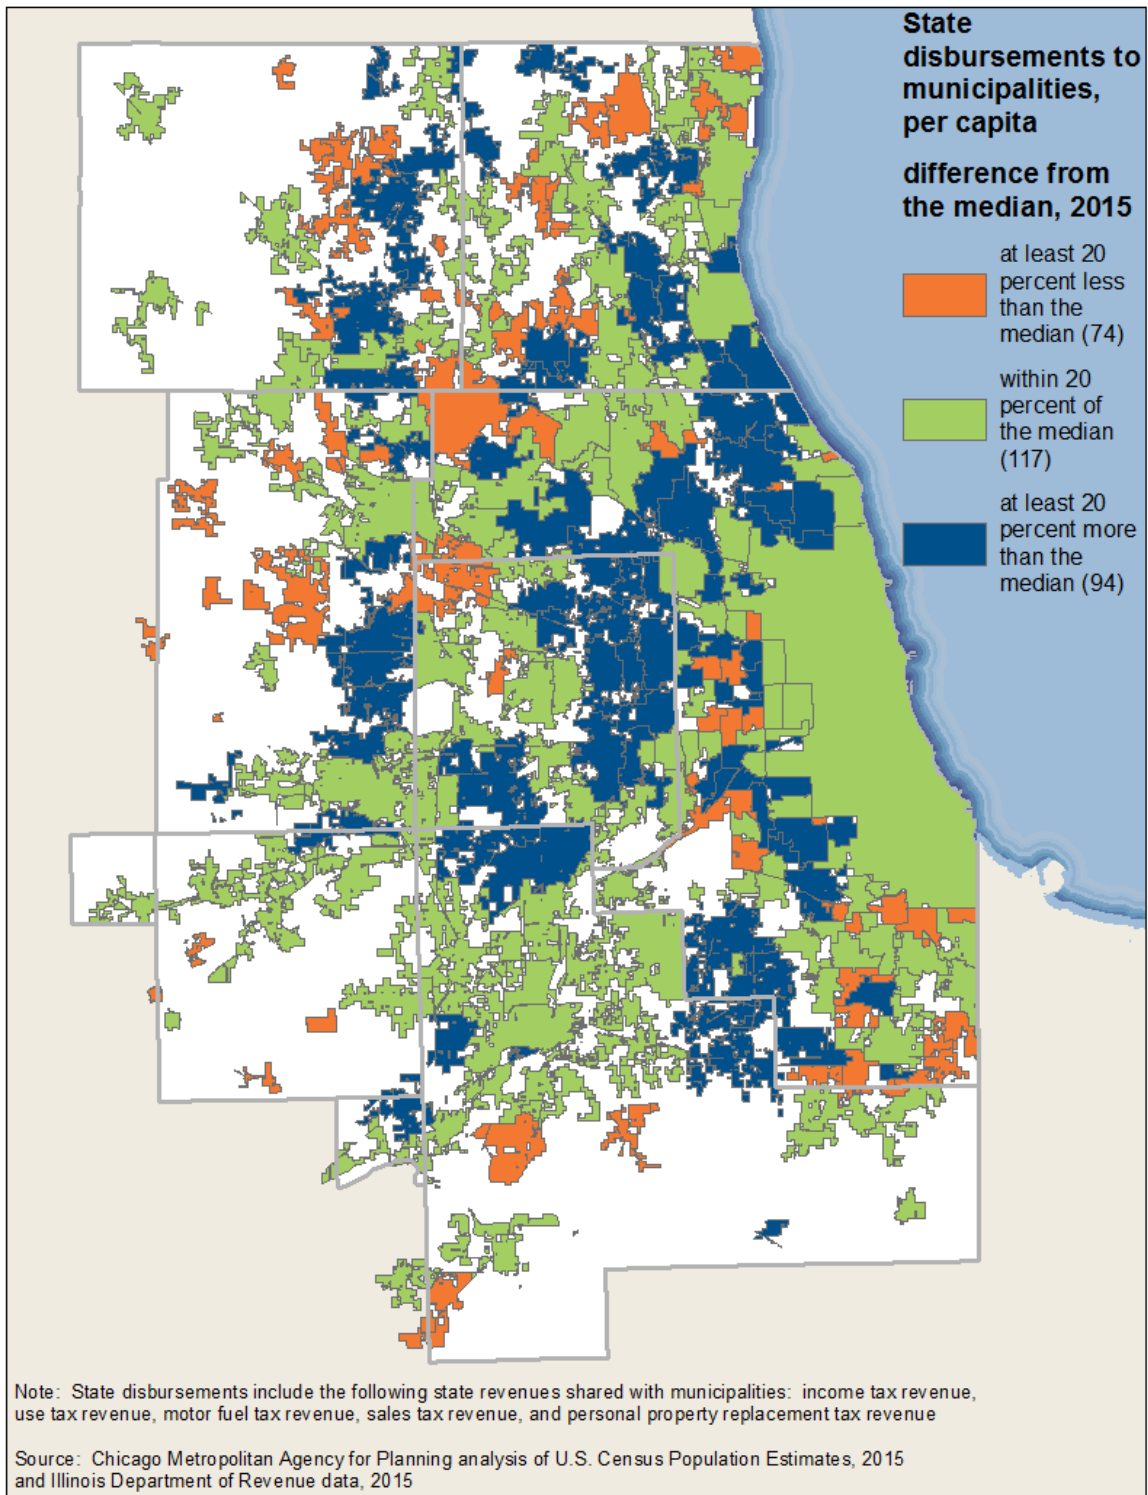 State
disbursements to
municipalities,
per capita
difference from
the median, 2015
at least 20
percent less
than the
median (74)
within 20
percent of
the median
(117)
at least 20
percent more
than the
median (94)
Note:  State disbursements include the following state revenues shared with municipalities:  income tax revenue,
use tax revenue, motor fuel tax revenue, sales tax revenue, and personal property replacement tax revenue
Source:  Chicago Metropolitan Agency for Planning analysis of U.S. Census Population Estimates, 2015
and Illinois Department of Revenue data, 2015